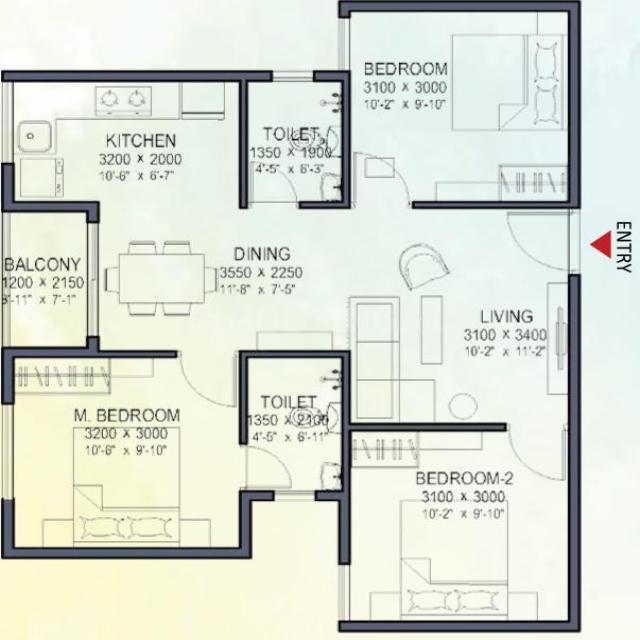 BEDROOM
3100 X 3000
10'-2" x 9'-10"
KITCHEN
3200 X 2000
10'-6" x 6'-7"
TOILET
1350 X 1900
4'-5" x 6'-3"
ENTRY
DINING
3550 X 2250
11'-8" x 7'-5"
BALCONY
1200 X 2150
3'-11" x 7'-1"
LIVING
3100 X 3400
10'-2" x 11'-2"
M. BEDROOM
3200 X 3000
10'-6" x 9'-10"
TOILET
1350 X 2100
4'-5" x 6'-11"
BEDROOM-2
3100 X 3000
10'-2" x 9'-10"